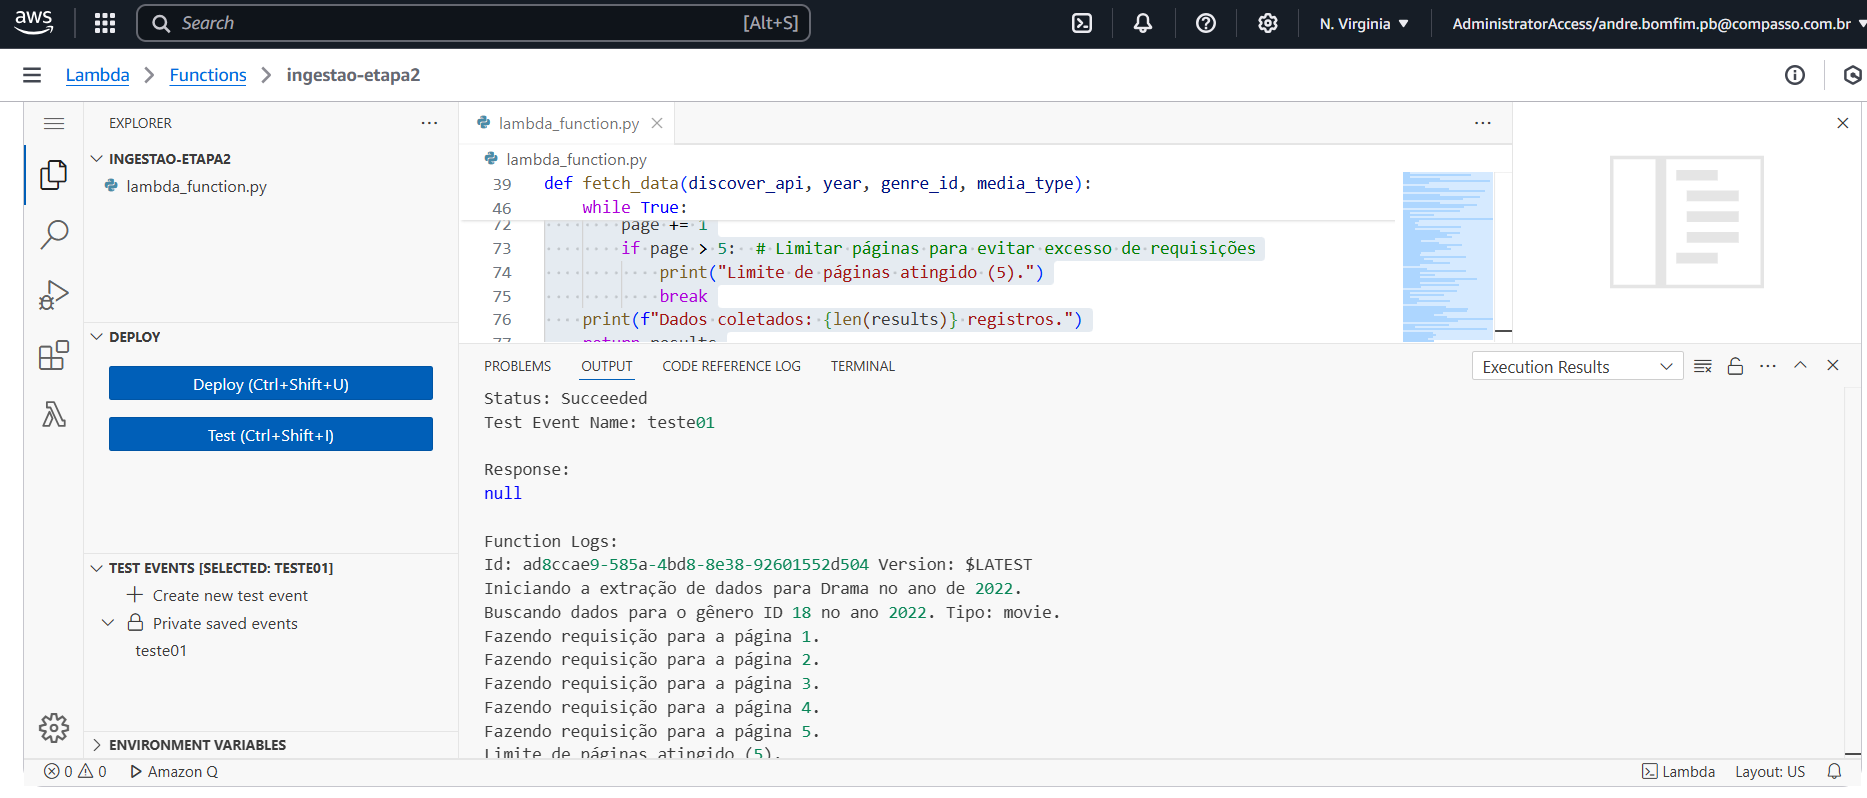 aws
Search [Alt+S] N. Virginia AdministratorAccess/andre.bomfim.pb@compasso.com.br
Lambda Functions ingestao-etapa2
EXPLORER
INGESTAO-ETAPA2
lambda_function.py
DEPLOY
Deploy (Ctrl+Shift+U)
Test (Ctrl+Shift+I)
TEST EVENTS [SELECTED: TESTE01]
Create new test event
Private saved events
teste01
ENVIRONMENT VARIABLES
lambda_function.py
lambda_function.py
39 def fetch_data(discover_api, year, genre_id, media_type):
46 while True:
72 page += 1
73 if page > 5: # Limitar páginas para evitar excesso de requisições
74 print("Limite de páginas atingido (5).")
75 break
76 print(f"Dados coletados: {len(results)} registros.")
77 return results
PROBLEMS OUTPUT CODE REFERENCE LOG TERMINAL Execution Results
Status: Succeeded
Test Event Name: teste01
Response:
null
Function Logs:
Id: ad8ccae9-585a-4bd8-8e38-92601552d504 Version: $LATEST
Iniciando a extração de dados para Drama no ano de 2022.
Buscando dados para o gênero ID 18 no ano 2022. Tipo: movie.
Fazendo requisição para a página 1.
Fazendo requisição para a página 2.
Fazendo requisição para a página 3.
Fazendo requisição para a página 4.
Fazendo requisição para a página 5.
Limite de páginas atingido (5).
0 0 Amazon Q Lambda Layout: US